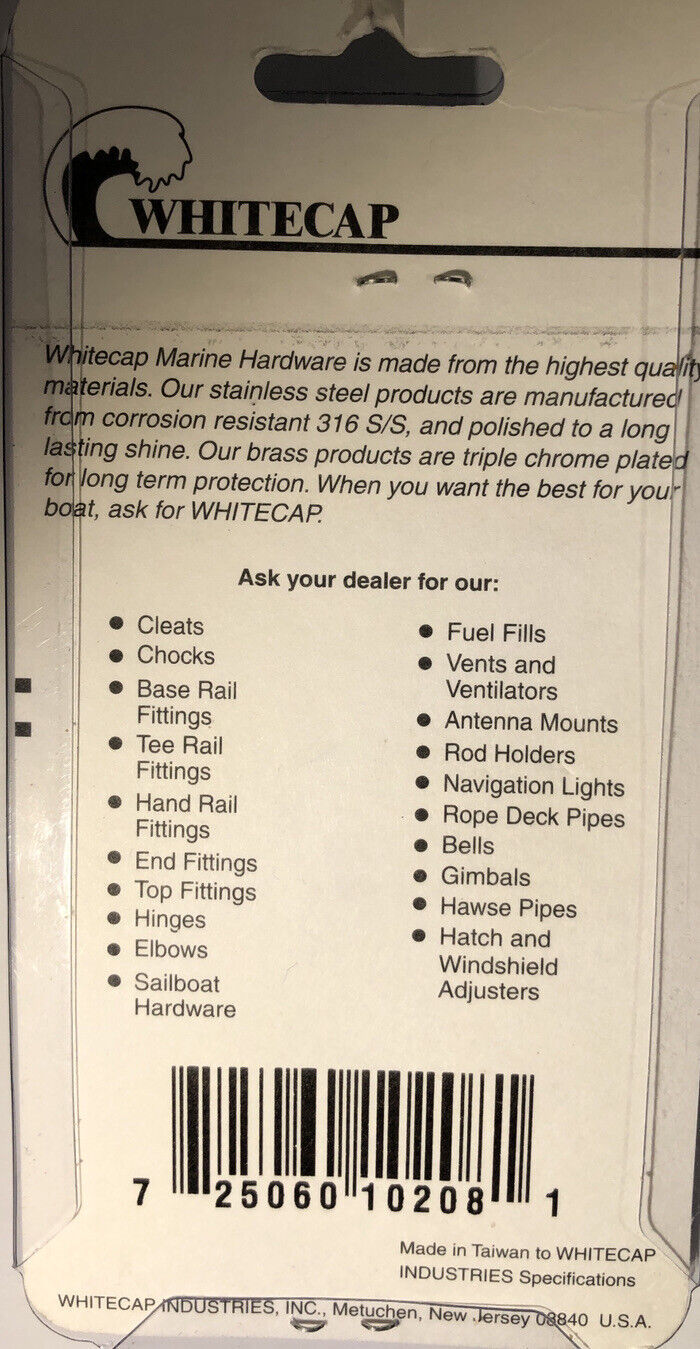 WHITECAP
Whitecap Marine Hardware is made from the highest quality
materials. Our stainless steel products are manufactured
from corrosion resistant 316 S/S, and polished to a long
lasting shine. Our brass products are triple chrome plated
for long term protection. When you want the best for your
boat, ask for WHITECAP.
Ask your dealer for our:
• Cleats
• Chocks
• Base Rail
Fittings
• Tee Rail
Fittings
• Hand Rail
Fittings
• End Fittings
• Top Fittings
• Hinges
• Elbows
• Sailboat
Hardware
• Fuel Fills
• Vents and
Ventilators
• Antenna Mounts
• Rod Holders
• Navigation Lights
• Rope Deck Pipes
• Bells
• Gimbals
• Hawse Pipes
• Hatch and
Windshield
Adjusters
7 25060 10208 1
Made in Taiwan to WHITECAP
INDUSTRIES Specifications
WHITECAP INDUSTRIES, INC., Metuchen, New Jersey 08840 U.S.A.